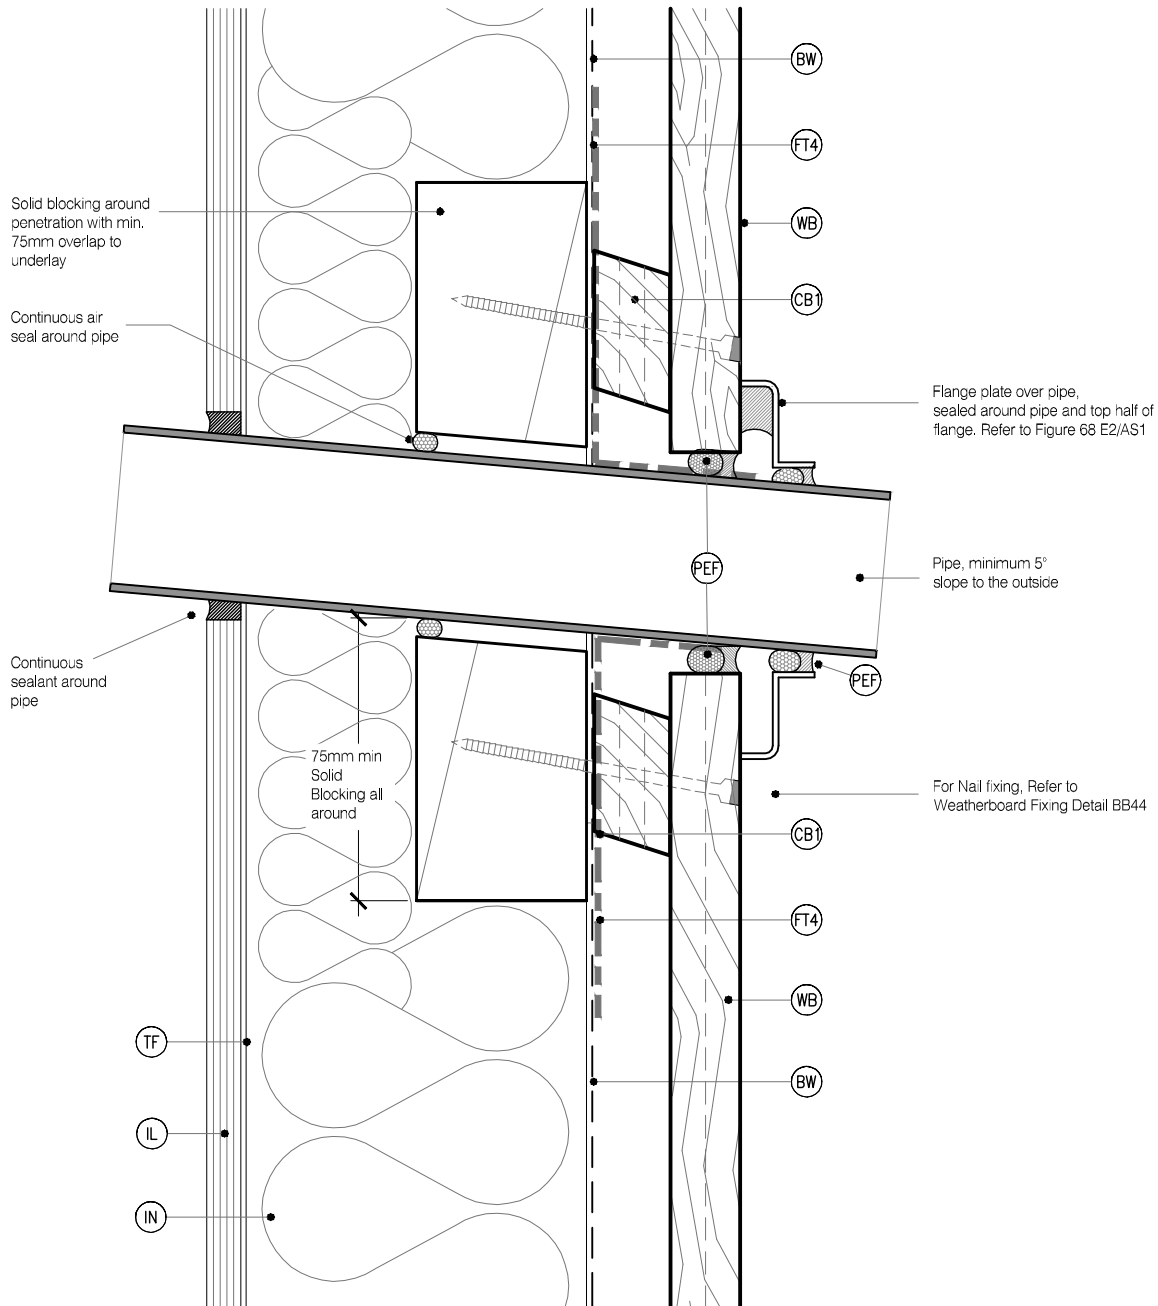 BW
FT4
WB
CB1
Solid blocking around
penetration with min.
75mm overlap to
underlay
Continuous air
seal around pipe
Flange plate over pipe,
sealed around pipe and top half of
flange. Refer to Figure 68 E2/AS1
PEF
Pipe, minimum 5°
slope to the outside
Continuous
sealant around
pipe
PEF
75mm min
Solid
Blocking all
around
For Nail fixing, Refer to
Weatherboard Fixing Detail BB44
CB1
FT4
WB
BW
TF
IL
IN